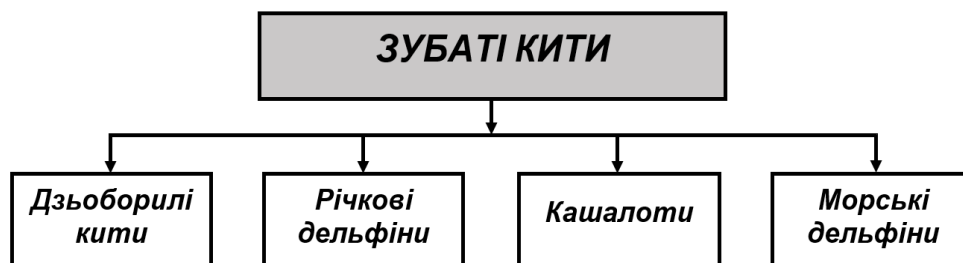 ЗУБАТІ КИТИ
Дзьоборилі
кити
Річкові
дельфіни
Кашалоти
Морські
дельфіни